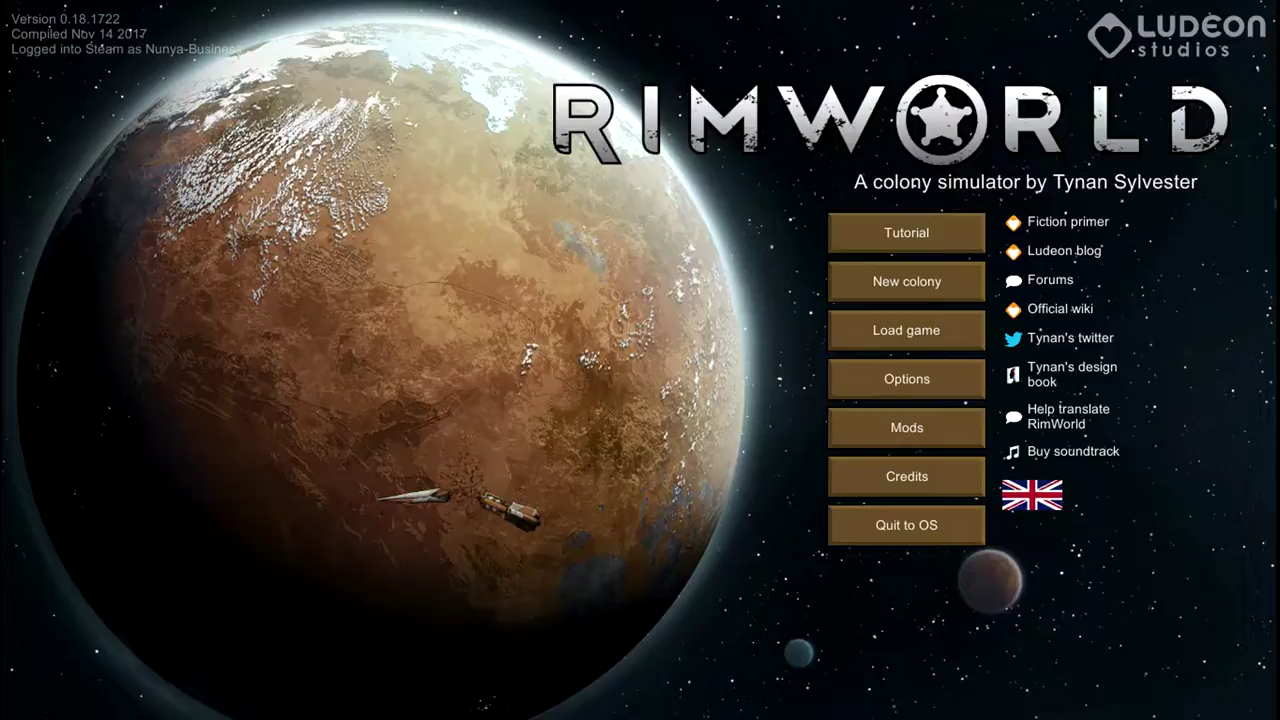 Version 0.18.1722
Compiled Nov 14 2017
Logged into Steam as Nunya-Business
LUDEON
studios
RIMWORLD
A colony simulator by Tynan Sylvester
Tutorial
New colony
Load game
Options
Mods
Credits
Quit to OS
Fiction primer
Ludeon blog
Forums
Official wiki
Tynan's twitter
Tynan's design
book
Help translate
RimWorld
Buy soundtrack